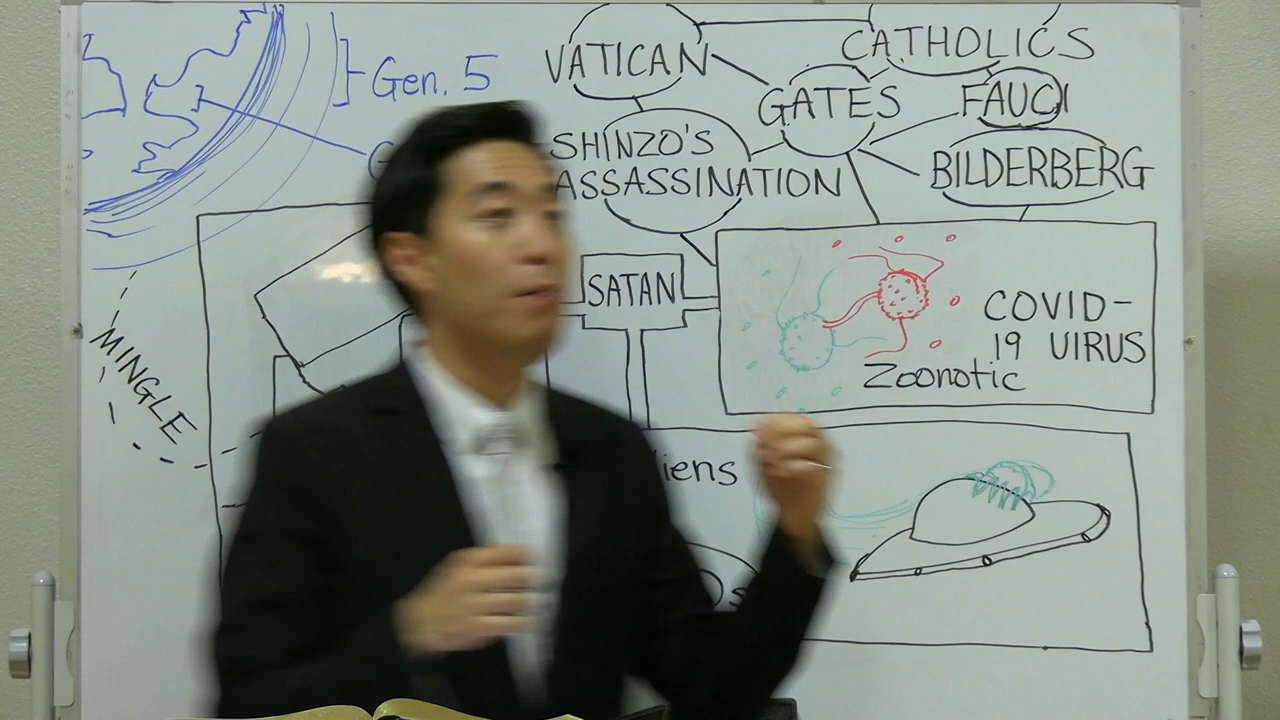 Gen. 5
VATICAN
CATHOLICS
GATES
FAUCI
SHINZO'S
ASSASSINATION
BILDERBERG
SATAN
COVID-
19 VIRUS
Zoonotic
MINGLE
liens